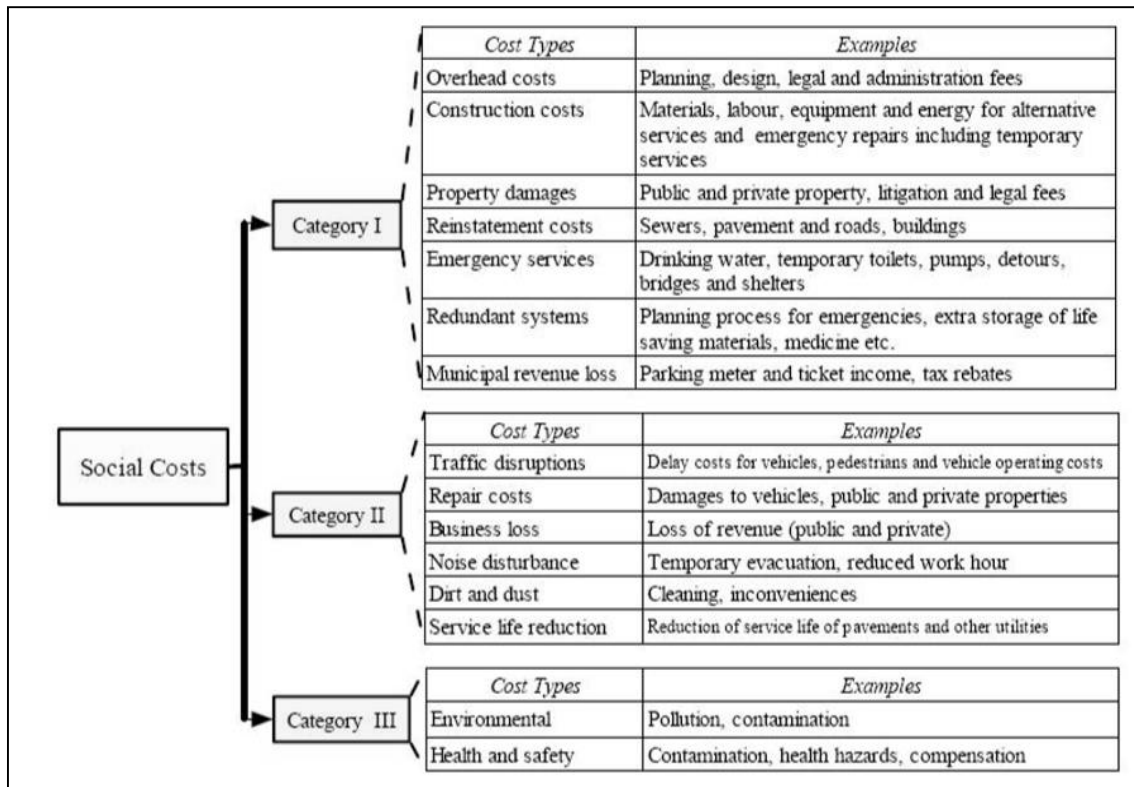 Social Costs
Category I
Cost Types Examples
Overhead costs Planning, design, legal and administration fees
Construction costs Materials, labour, equipment and energy for alternative
services and emergency repairs including temporary
services
Property damages Public and private property, litigation and legal fees
Reinstatement costs Sewers, pavement and roads, buildings
Emergency services Drinking water, temporary toilets, pumps, detours,
bridges and shelters
Redundant systems Planning process for emergencies, extra storage of life
saving materials, medicine etc.
Municipal revenue loss Parking meter and ticket income, tax rebates
Category II
Cost Types Examples
Traffic disruptions Delay costs for vehicles, pedestrians and vehicle operating costs
Repair costs Damages to vehicles, public and private properties
Business loss Loss of revenue (public and private)
Noise disturbance Temporary evacuation, reduced work hour
Dirt and dust Cleaning, inconveniences
Service life reduction Reduction of service life of pavements and other utilities
Category III
Cost Types Examples
Environmental Pollution, contamination
Health and safety Contamination, health hazards, compensation